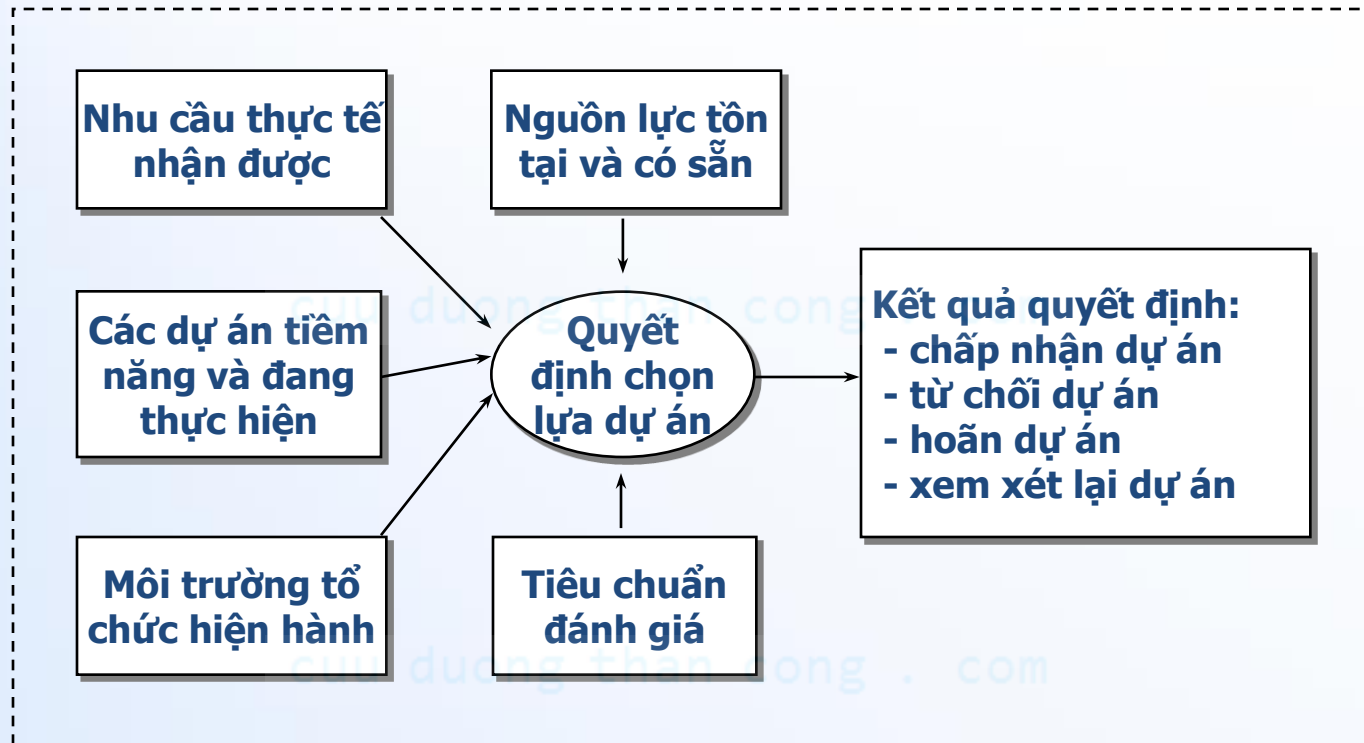 Nhu cầu thực tế
nhận được
Nguồn lực tồn
tại và có sẵn
Các dự án tiềm
năng và đang
thực hiện
Quyết
định chọn
lựa dự án
Kết quả quyết định:
- chấp nhận dự án
- từ chối dự án
- hoãn dự án
- xem xét lại dự án
Môi trường tổ
chức hiện hành
Tiêu chuẩn
đánh giá
cuu duong than cong . com
cuu duong than cong . com